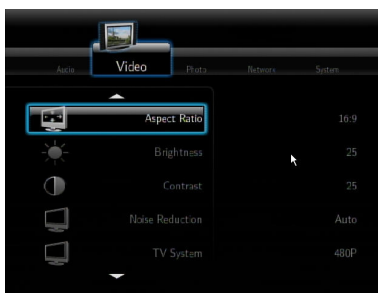 Audio Video Photo Network System
Aspect Ratio 16:9
Brightness 25
Contrast 25
Noise Reduction Auto
TV System 480P